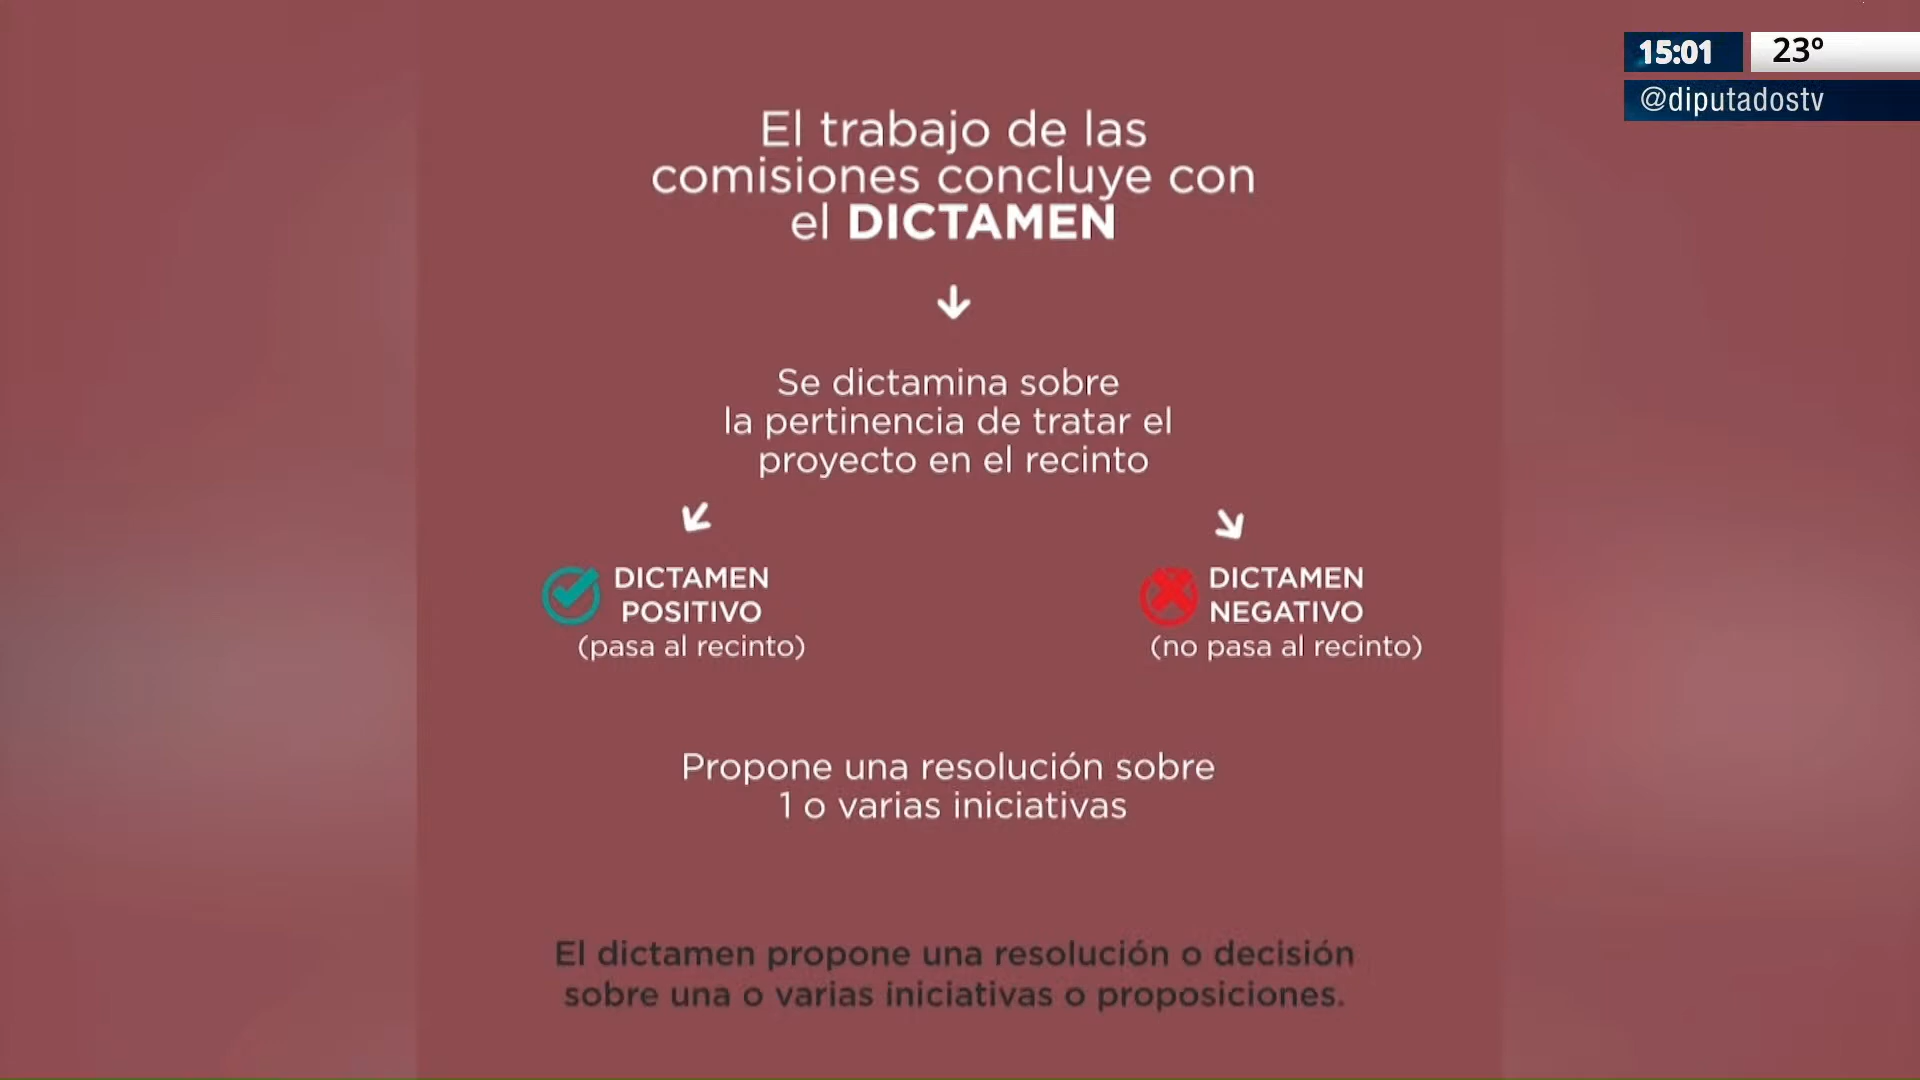 15:01
23º
@diputadostv
El trabajo de las
comisiones concluye con
el DICTAMEN
Se dictamina sobre
la pertinencia de tratar el
proyecto en el recinto
DICTAMEN
POSITIVO
(pasa al recinto)
DICTAMEN
NEGATIVO
(no pasa al recinto)
Propone una resolución sobre
1 o varias iniciativas
El dictamen propone una resolución o decisión
sobre una o varias iniciativas o proposiciones.